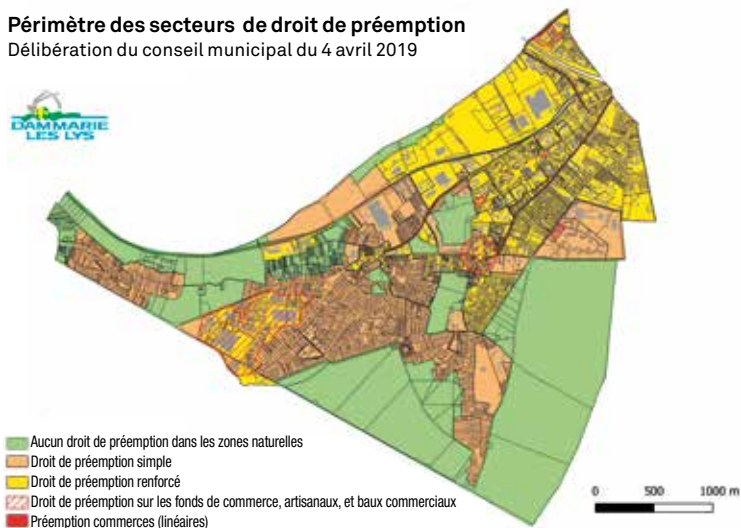 Périmètre des secteurs de droit de préemption
Délibération du conseil municipal du 4 avril 2019
DAMMARIE
LES LYS
Aucun droit de préemption dans les zones naturelles
Droit de préemption simple
Droit de préemption renforcé
Droit de préemption sur les fonds de commerce, artisanaux, et baux commerciaux
Préemption commerces (linéaires)
0 500 1000 m